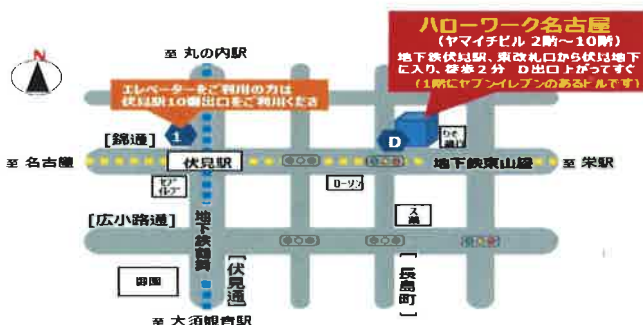 ハローワーク名古屋
(ヤマイチビル 2階～10階)
地下鉄伏見駅、東改札口から伏見地下
に入り、徒歩2分 D出口上がってすぐ
(1階にセブンイレブンのあるビルです)
至 丸の内駅
N
エレベーターをご利用の方は
伏見駅10番出口をご利用くださ
[錦通]
1
D
至 名古屋
伏見駅
地下鉄東山線
至 栄駅
ローソン
[広小路通]
地下鉄鶴舞
[伏見通]
[長島町]
至 大須観音駅